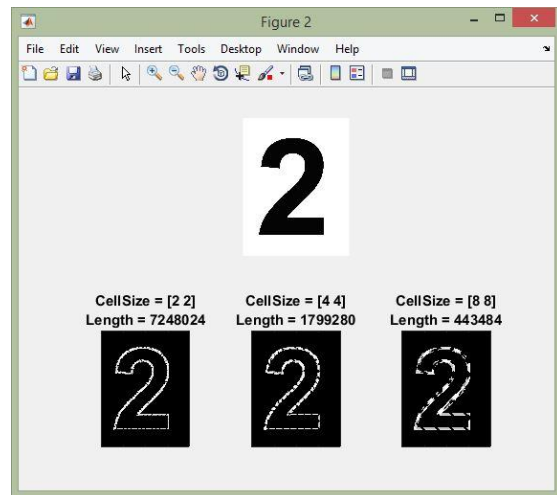 Figure 2
File Edit View Insert Tools Desktop Window Help
2
CellSize = [2 2] CellSize = [4 4] CellSize = [8 8]
Length = 7248024 Length = 1799280 Length = 443484
2 2 2